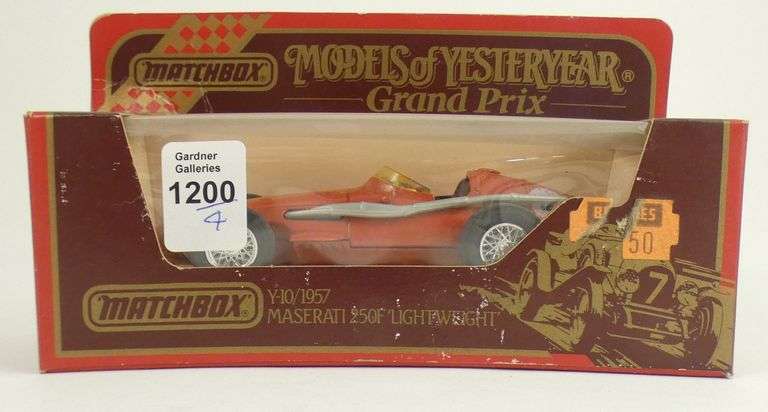 MATCHBOX
MODELS of YESTERYEAR®
Grand Prix
Gardner
Galleries
1200
/4
50
7
MATCHBOX
Y-10/1957
MASERATI 250F 'LIGHTWEIGHT'